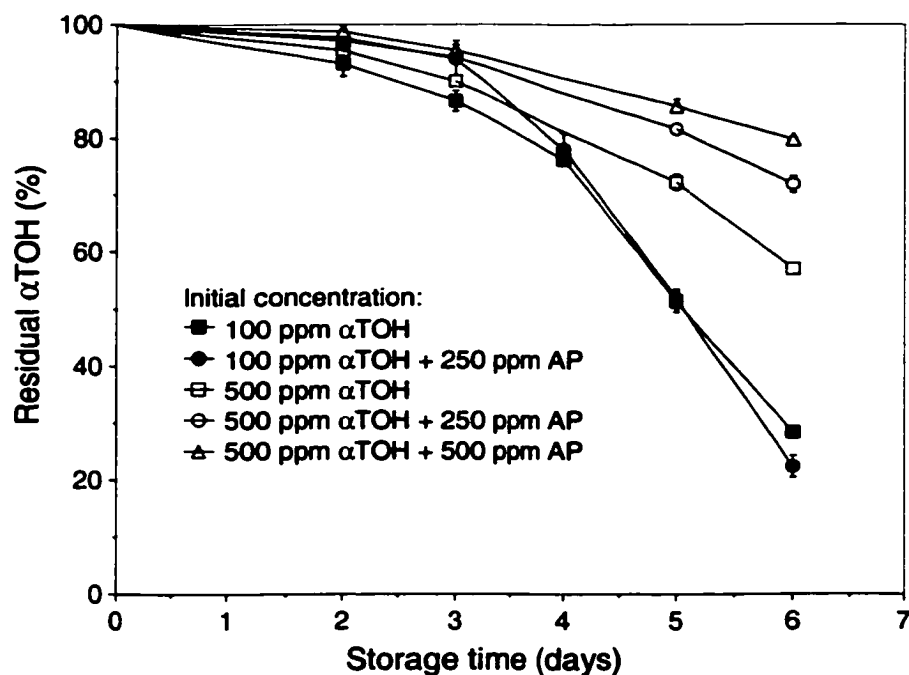 100
80
60
40
20
0
Residual αTOH (%)
Initial concentration:
100 ppm αTOH
100 ppm αTOH + 250 ppm AP
500 ppm αTOH
500 ppm αTOH + 250 ppm AP
500 ppm αTOH + 500 ppm AP
0 1 2 3 4 5 6 7
Storage time (days)